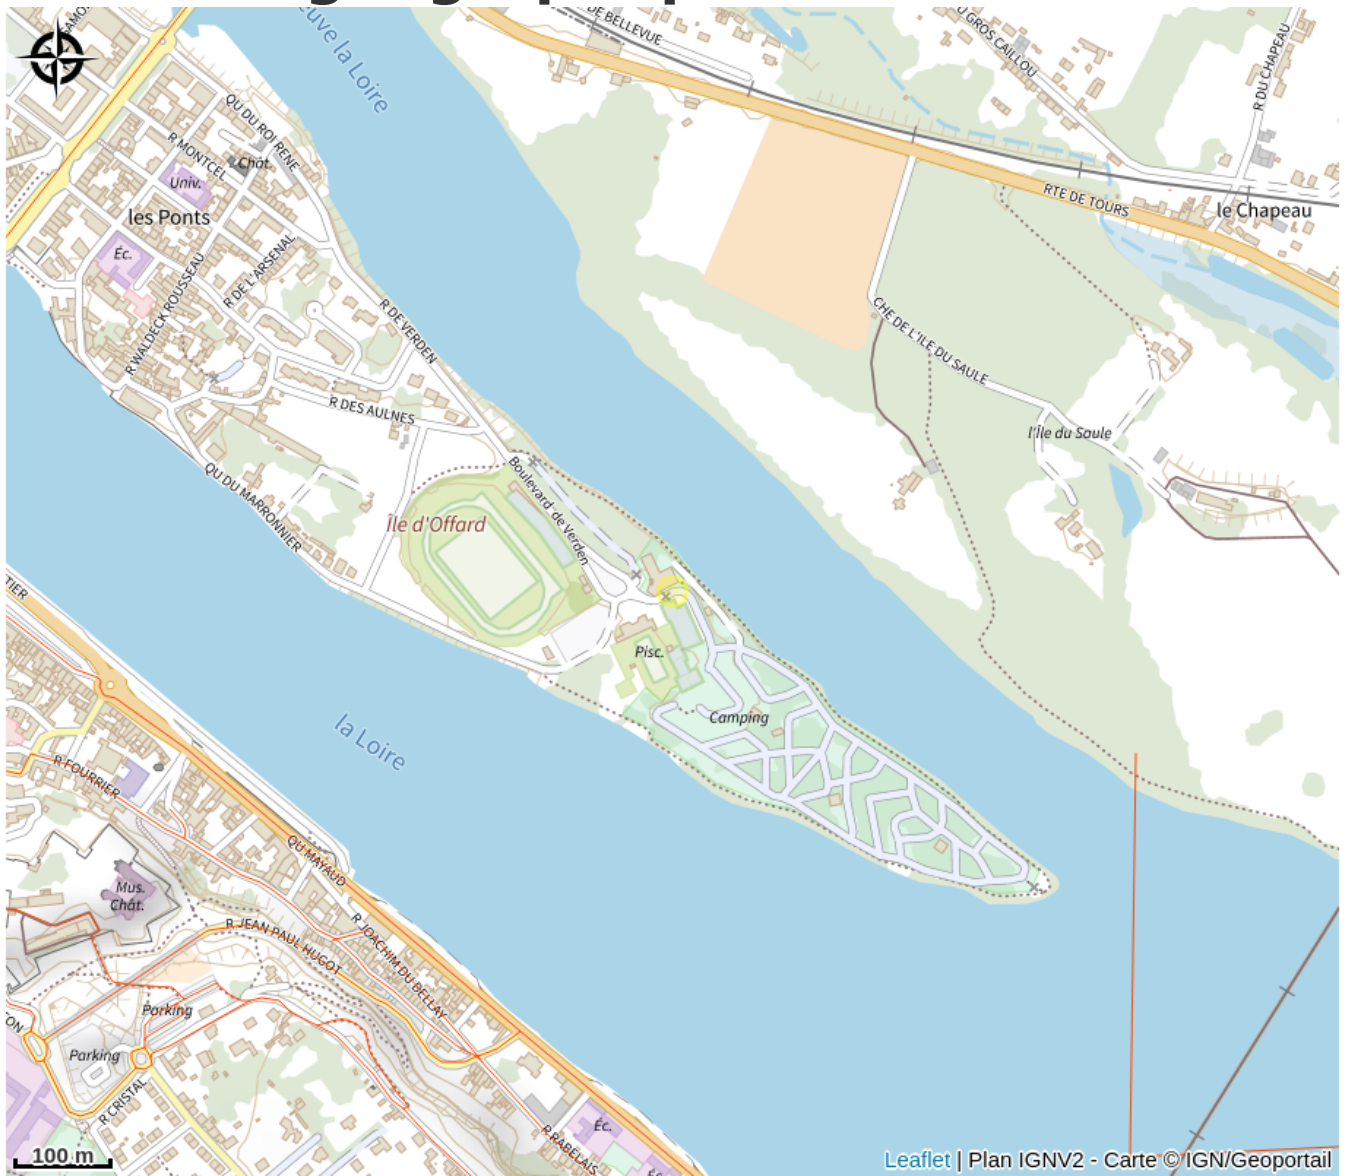 DE BELLEVUE
U GROS CAILLOU
R DU CHAPEAU
euve la Loire
QU DU ROI RENE
R MONTCEL
Chât.
Univ.
les Ponts
RTE DE TOURS
le Chapeau
Éc.
R DE L'ARSENAL
R WALDECK ROUSSEAU
R DE VERDEN
CHE DE L'ILE DU SAULE
R DES AULNES
l'Île du Saule
QU DU MARRONNIER
Boulevard de Verden
Île d'Offard
TIER
Pisc.
Camping
la Loire
R FOURRIER
QU MAYAUD
Mus.
Chât.
R JEAN PAUL HUGOT
R JOACHIM DU BELLAY
Parking
Parking
R CRISTAL
Éc.
R RABELAIS
100 m
Leaflet | Plan IGNV2 - Carte © IGN/Geoportail